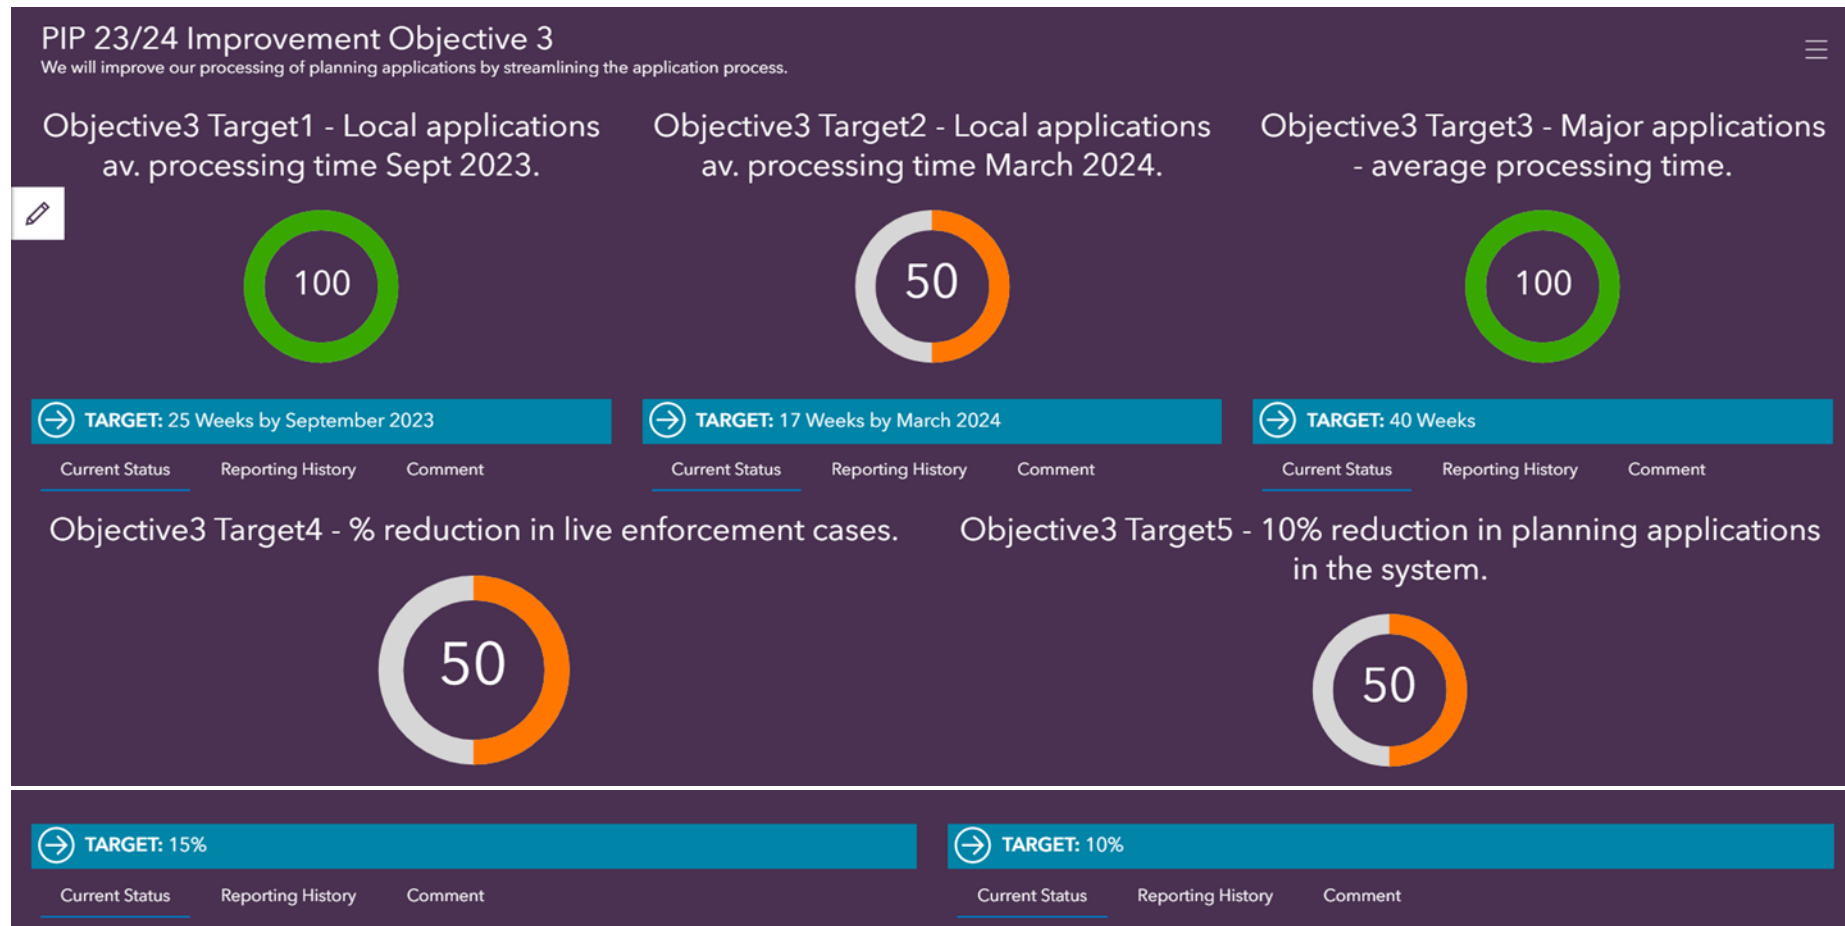 PIP 23/24 Improvement Objective 3
We will improve our processing of planning applications by streamlining the application process.
Objective3 Target1 - Local applications
av. processing time Sept 2023.
100
TARGET: 25 Weeks by September 2023
Current Status Reporting History Comment
Objective3 Target2 - Local applications
av. processing time March 2024.
50
TARGET: 17 Weeks by March 2024
Current Status Reporting History Comment
Objective3 Target3 - Major applications
- average processing time.
100
TARGET: 40 Weeks
Current Status Reporting History Comment
Objective3 Target4 - % reduction in live enforcement cases.
50
TARGET: 15%
Current Status Reporting History Comment
Objective3 Target5 - 10% reduction in planning applications
in the system.
50
TARGET: 10%
Current Status Reporting History Comment